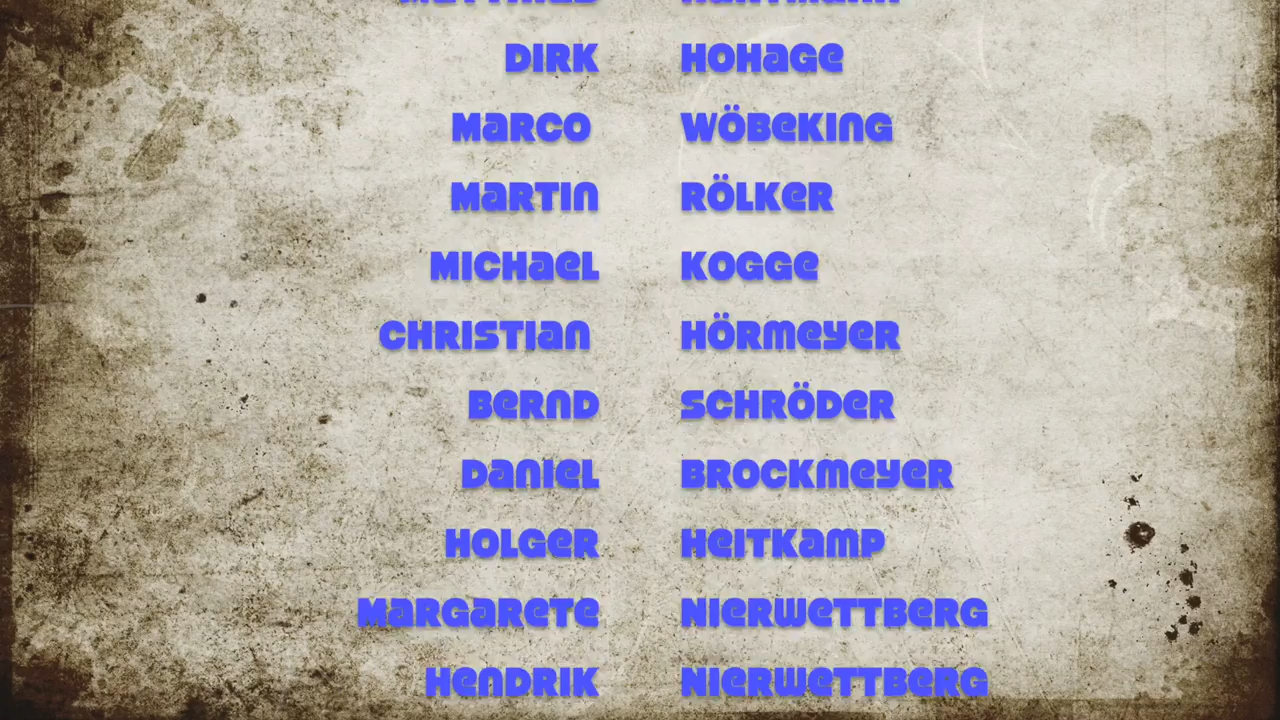 DIRK HOHAGE
MARCO WÖBEKING
MARTIN RÖLKER
MICHAEL KOGGE
CHRISTIAN HÖRMEYER
BERND SCHRÖDER
DANIEL BROCKMEYER
HOLGER HEITKAMP
MARGARETE NIERWETTBERG
HENDRIK NIERWETTBERG